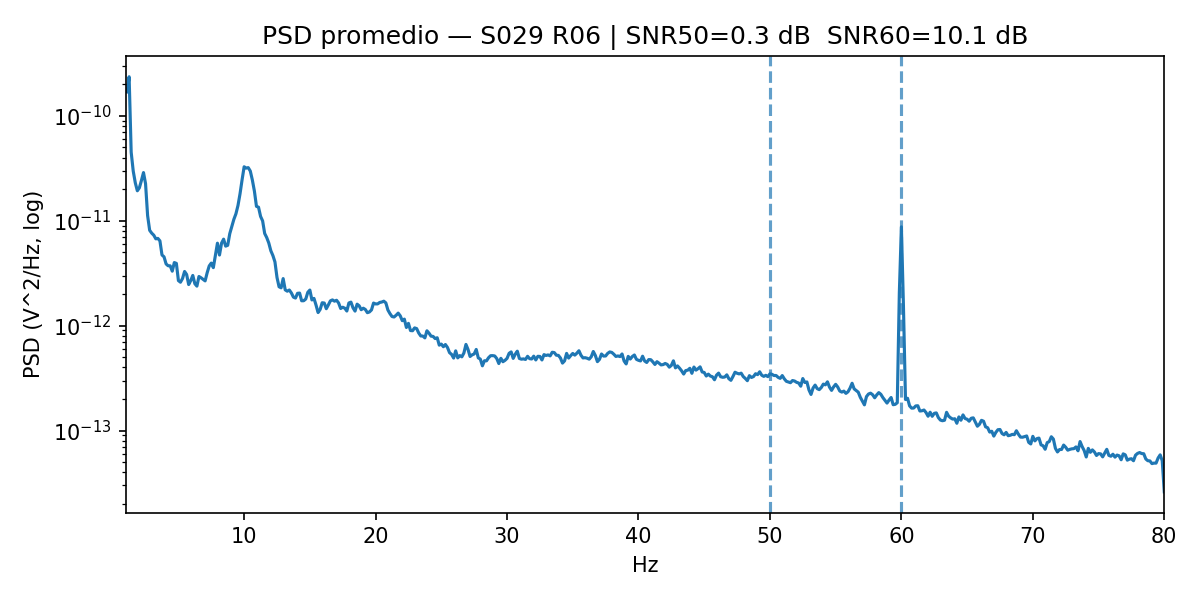 PSD promedio — S029 R06 | SNR50=0.3 dB  SNR60=10.1 dB
PSD (V^2/Hz, log)
10⁻¹⁰
10⁻¹¹
10⁻¹²
10⁻¹³
10 20 30 40 50 60 70 80
Hz